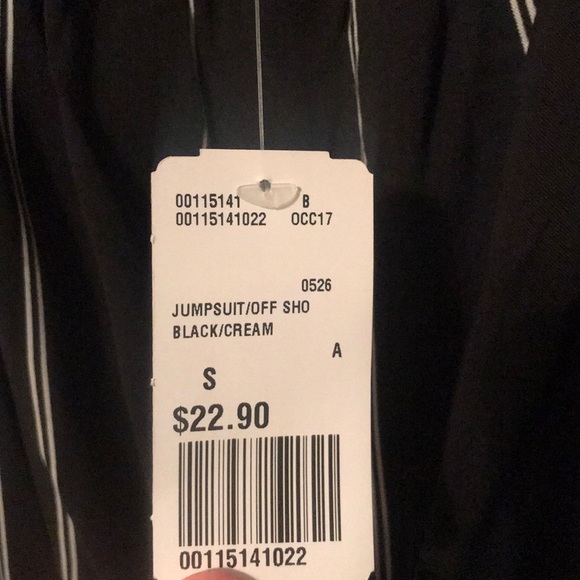 00115141 B
00115141022 OCC17
0526
JUMPSUIT/OFF SHO
BLACK/CREAM
A
S
$22.90
00115141022